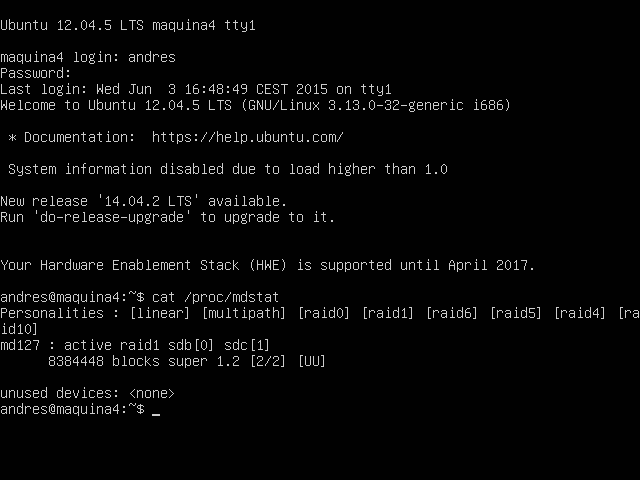 Ubuntu 12.04.5 LTS maquina4 tty1
maquina4 login: andres
Password:
Last login: Wed Jun  3 16:48:49 CEST 2015 on tty1
Welcome to Ubuntu 12.04.5 LTS (GNU/Linux 3.13.0-32-generic i686)
 * Documentation:  https://help.ubuntu.com/
 System information disabled due to load higher than 1.0
New release '14.04.2 LTS' available.
Run 'do-release-upgrade' to upgrade to it.
Your Hardware Enablement Stack (HWE) is supported until April 2017.
andres@maquina4:~$ cat /proc/mdstat
Personalities : [linear] [multipath] [raid0] [raid1] [raid6] [raid5] [raid4] [ra
id10]
md127 : active raid1 sdb[0] sdc[1]
      8384448 blocks super 1.2 [2/2] [UU]
unused devices: <none>
andres@maquina4:~$ _